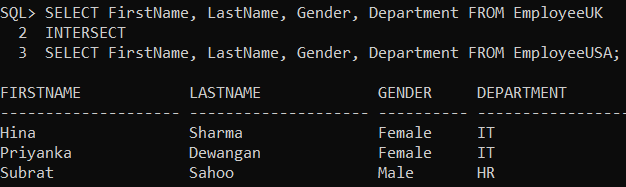 SQL> SELECT FirstName, LastName, Gender, Department FROM EmployeeUK
2 INTERSECT
3 SELECT FirstName, LastName, Gender, Department FROM EmployeeUSA;
FIRSTNAME LASTNAME GENDER DEPARTMENT
-------------------- -------------------- ---------- --------------------
Hina Sharma Female IT
Priyanka Dewangan Female IT
Subrat Sahoo Male HR